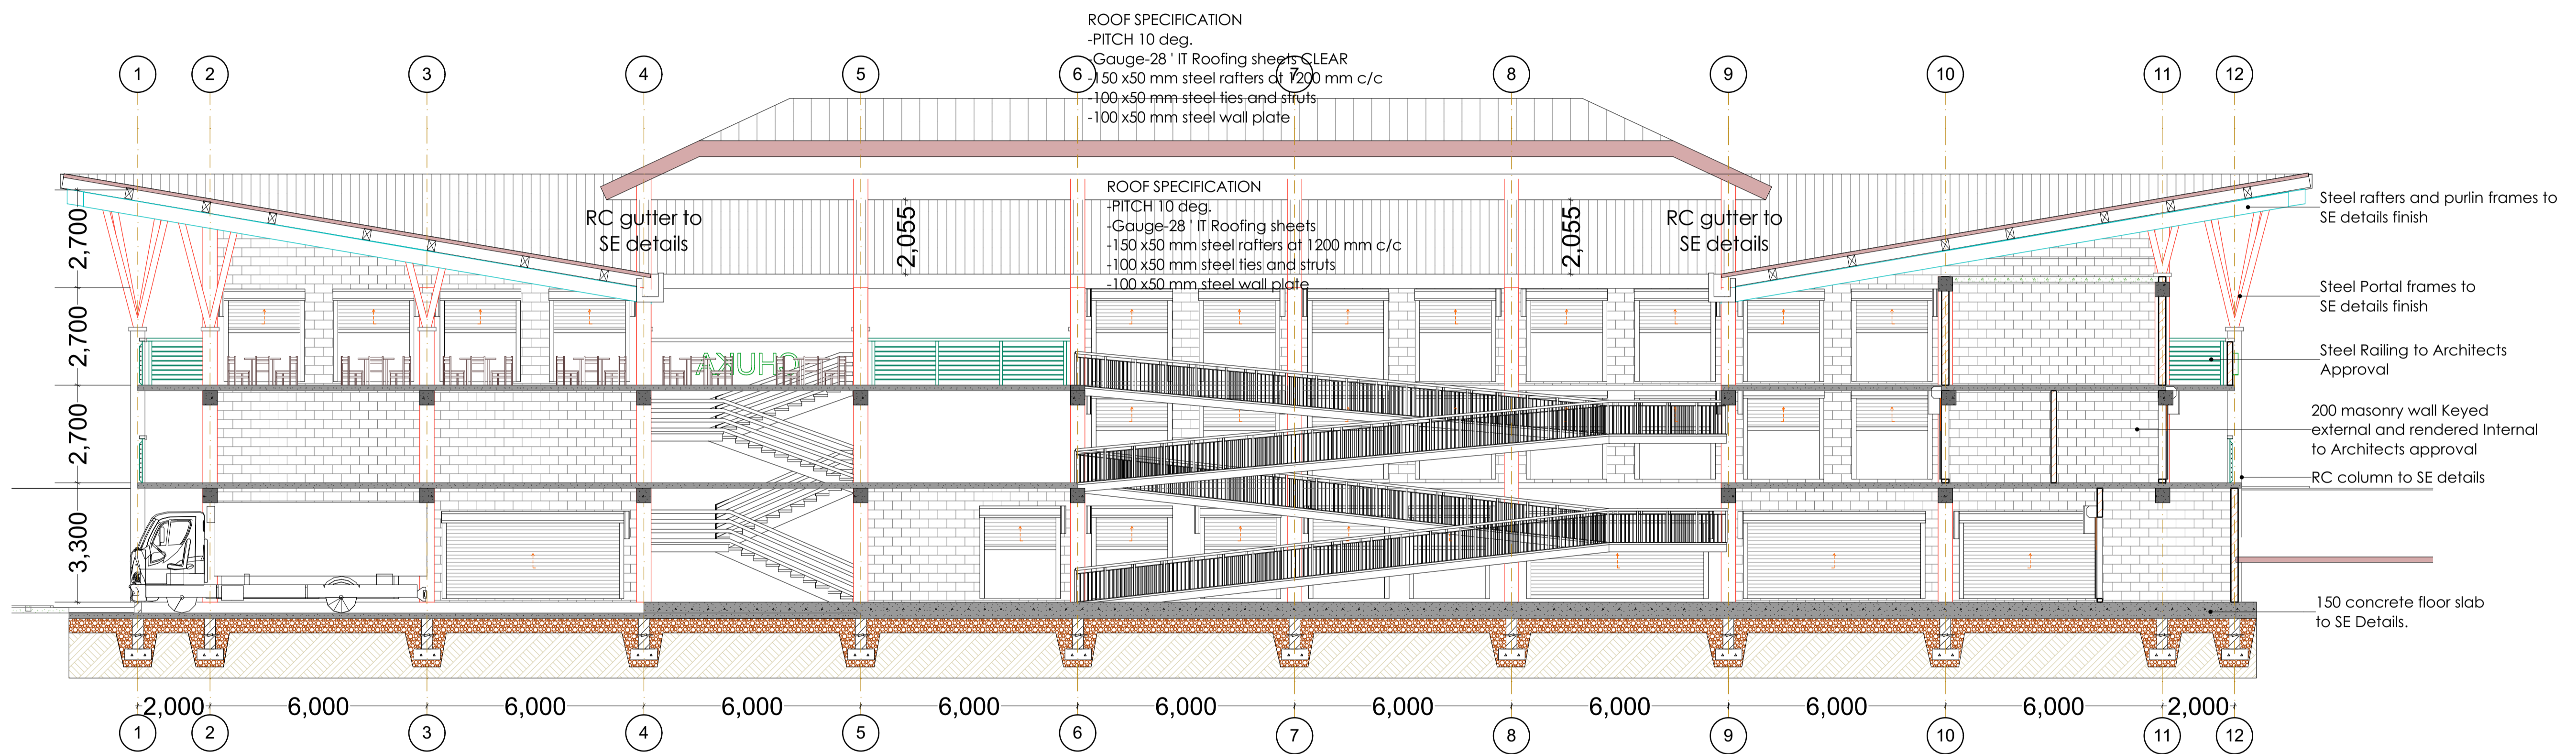 ROOF SPECIFICATION
-PITCH 10 deg.
-Gauge-28 ' IT Roofing sheets CLEAR
-150 x50 mm steel rafters at 1200 mm c/c
-100 x50 mm steel ties and struts
-100 x50 mm steel wall plate
1 2 3 4 5 6 7 8 9 10 11 12
ROOF SPECIFICATION
-PITCH 10 deg.
-Gauge-28 ' IT Roofing sheets
-150 x50 mm steel rafters at 1200 mm c/c
-100 x50 mm steel ties and struts
-100 x50 mm steel wall plate
RC gutter to
SE details
2,055
2,055
RC gutter to
SE details
2,700
2,700
2,700
3,300
CHUKA
Steel rafters and purlin frames to
SE details finish
Steel Portal frames to
SE details finish
Steel Railing to Architects
Approval
200 masonry wall Keyed
external and rendered Internal
to Architects approval
RC column to SE details
150 concrete floor slab
to SE Details.
2,000 6,000 6,000 6,000 6,000 6,000 6,000 6,000 6,000 6,000 2,000
1 2 3 4 5 6 7 8 9 10 11 12